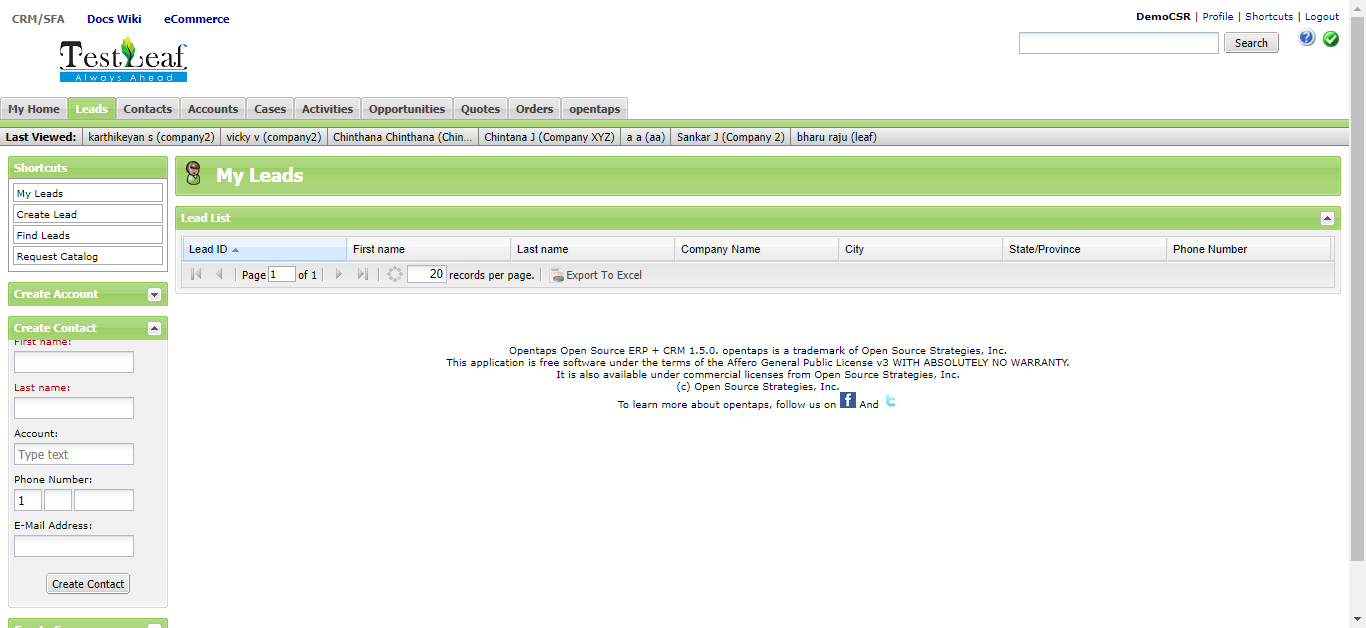 CRM/SFA Docs Wiki eCommerce
DemoCSR | Profile | Shortcuts | Logout
Search
TestLeaf
Always Ahead
My Home Leads Contacts Accounts Cases Activities Opportunities Quotes Orders opentaps
Last Viewed: karthikeyan s (company2) vicky v (company2) Chinthana Chinthana (Chin... Chintana J (Company XYZ) a a (aa) Sankar J (Company 2) bharu raju (leaf)
Shortcuts
My Leads
Create Lead
Find Leads
Request Catalog
Create Account
Create Contact
First name:
Last name:
Account:
Type text
Phone Number:
1
E-Mail Address:
Create Contact
My Leads
Lead List
Lead ID First name Last name Company Name City State/Province Phone Number
Page 1 of 1 20 records per page. Export To Excel
Opentaps Open Source ERP + CRM 1.5.0. opentaps is a trademark of Open Source Strategies, Inc.
This application is free software under the terms of the Affero General Public License v3 WITH ABSOLUTELY NO WARRANTY.
It is also available under commercial licenses from Open Source Strategies, Inc.
(c) Open Source Strategies, Inc.
To learn more about opentaps, follow us on f And t